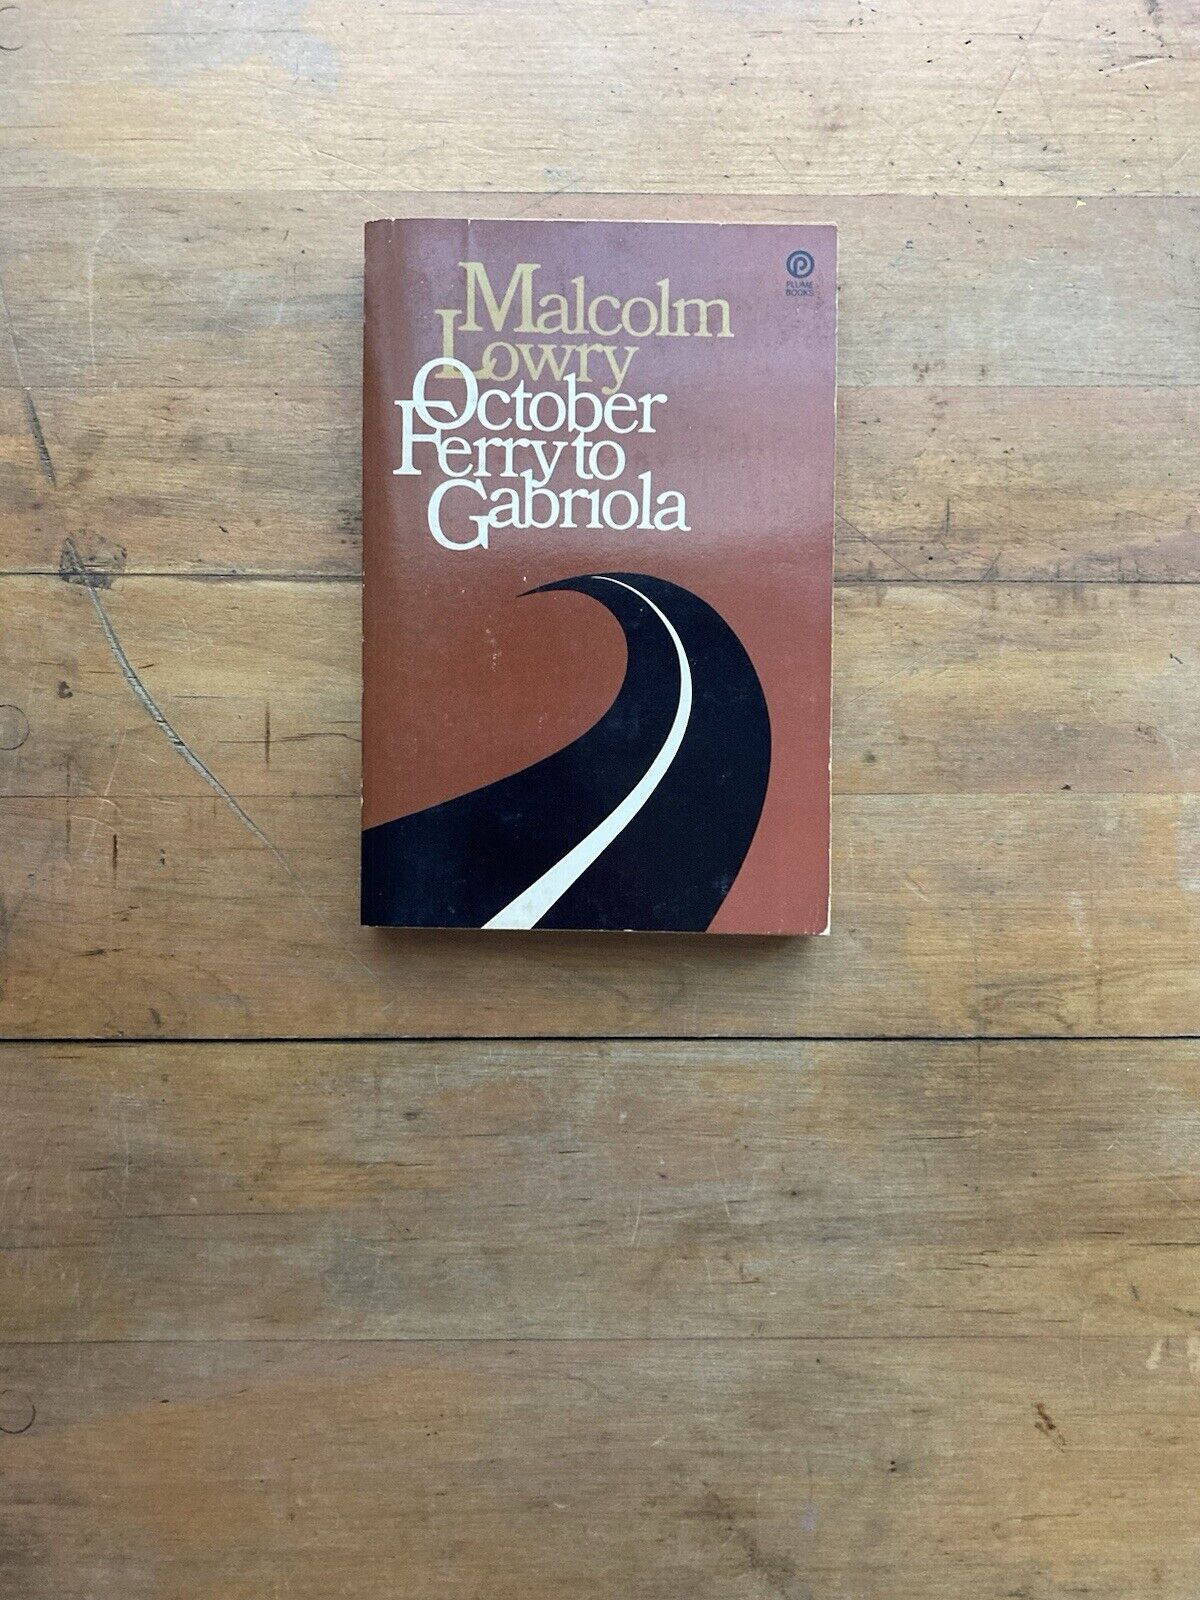 PLUME
BOOKS
Malcolm
Lowry
October
Ferry to
Gabriola